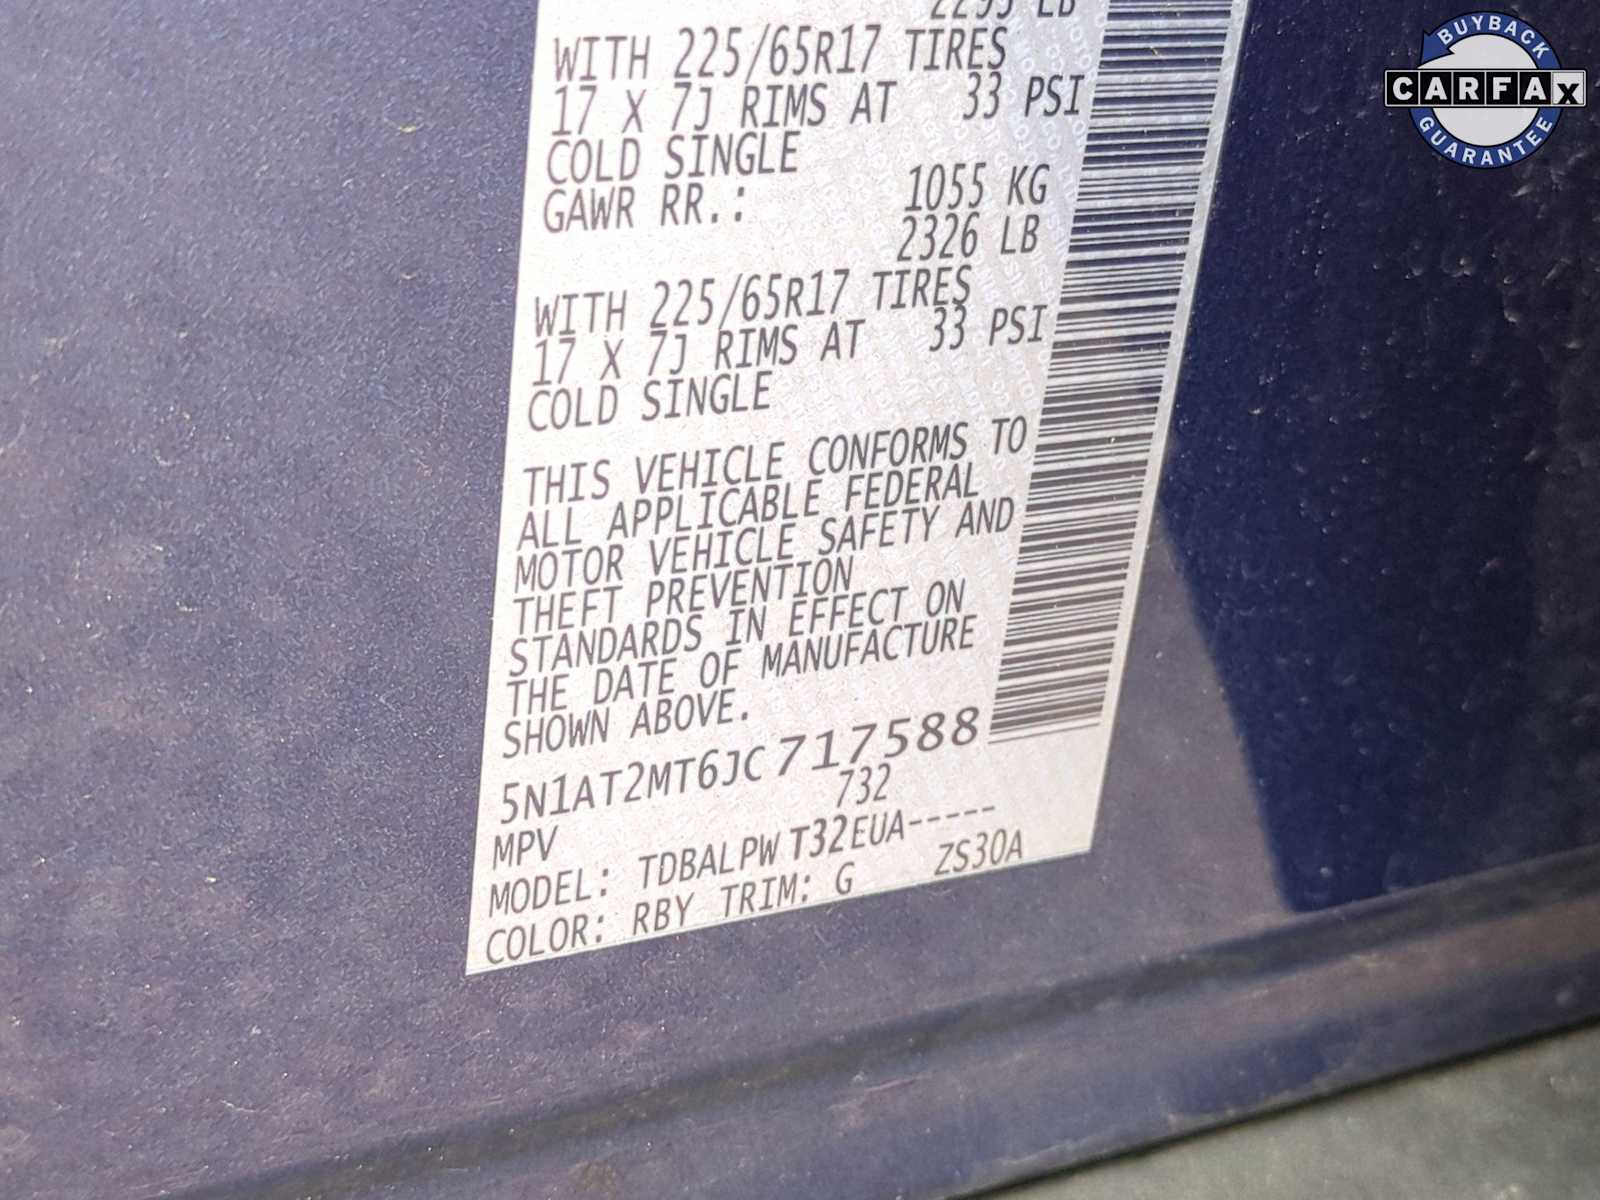 2295 LB
WITH 225/65R17 TIRES
17 X 7J RIMS AT 33 PSI
COLD SINGLE
GAWR RR.: 1055 KG
2326 LB
WITH 225/65R17 TIRES
17 X 7J RIMS AT 33 PSI
COLD SINGLE
THIS VEHICLE CONFORMS TO
ALL APPLICABLE FEDERAL
MOTOR VEHICLE SAFETY AND
THEFT PREVENTION
STANDARDS IN EFFECT ON
THE DATE OF MANUFACTURE
SHOWN ABOVE.
5N1AT2MT6JC717588
MPV 732
MODEL: TDBALPWT32EUA-----
COLOR: RBY TRIM: G ZS30A
BUYBACK
CARFAX
GUARANTEE